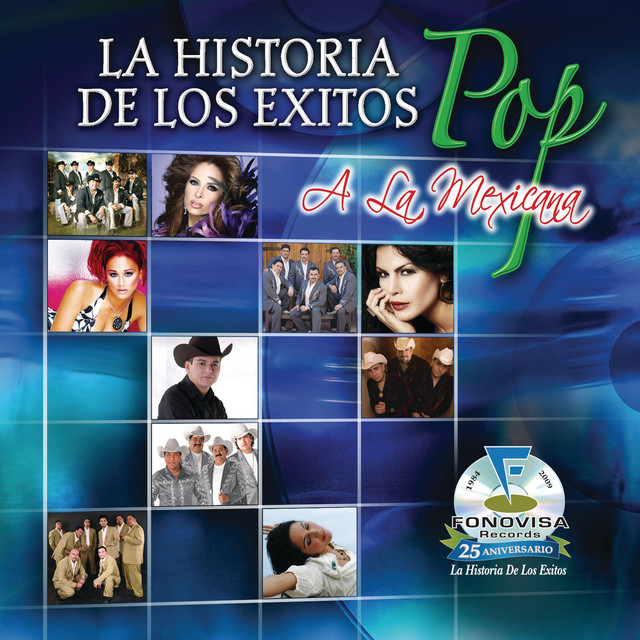 LA HISTORIA
DE LOS EXITOS
Pop
A La Mexicana
1984 2009
FONOVISA
Records
25 ANIVERSARIO
La Historia De Los Exitos